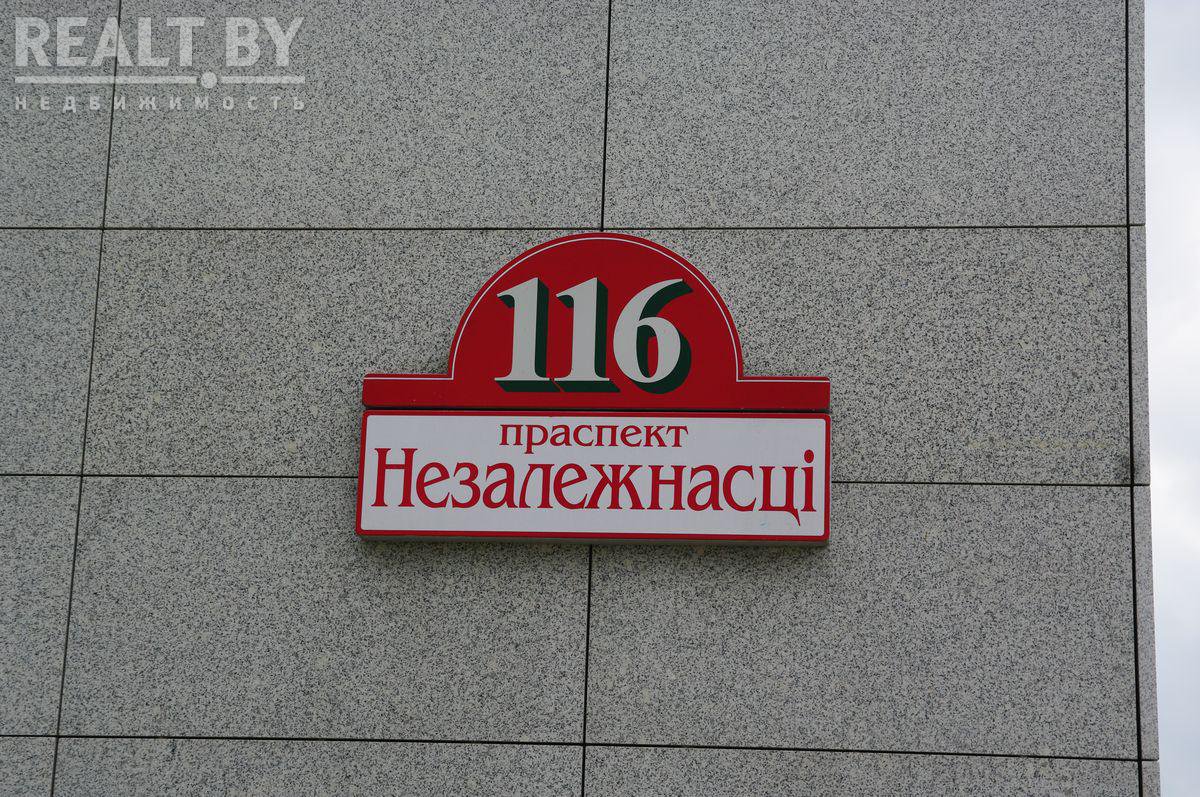 REALT.BY
НЕДВИЖИМОСТЬ
116
праспект
Незалежнасці